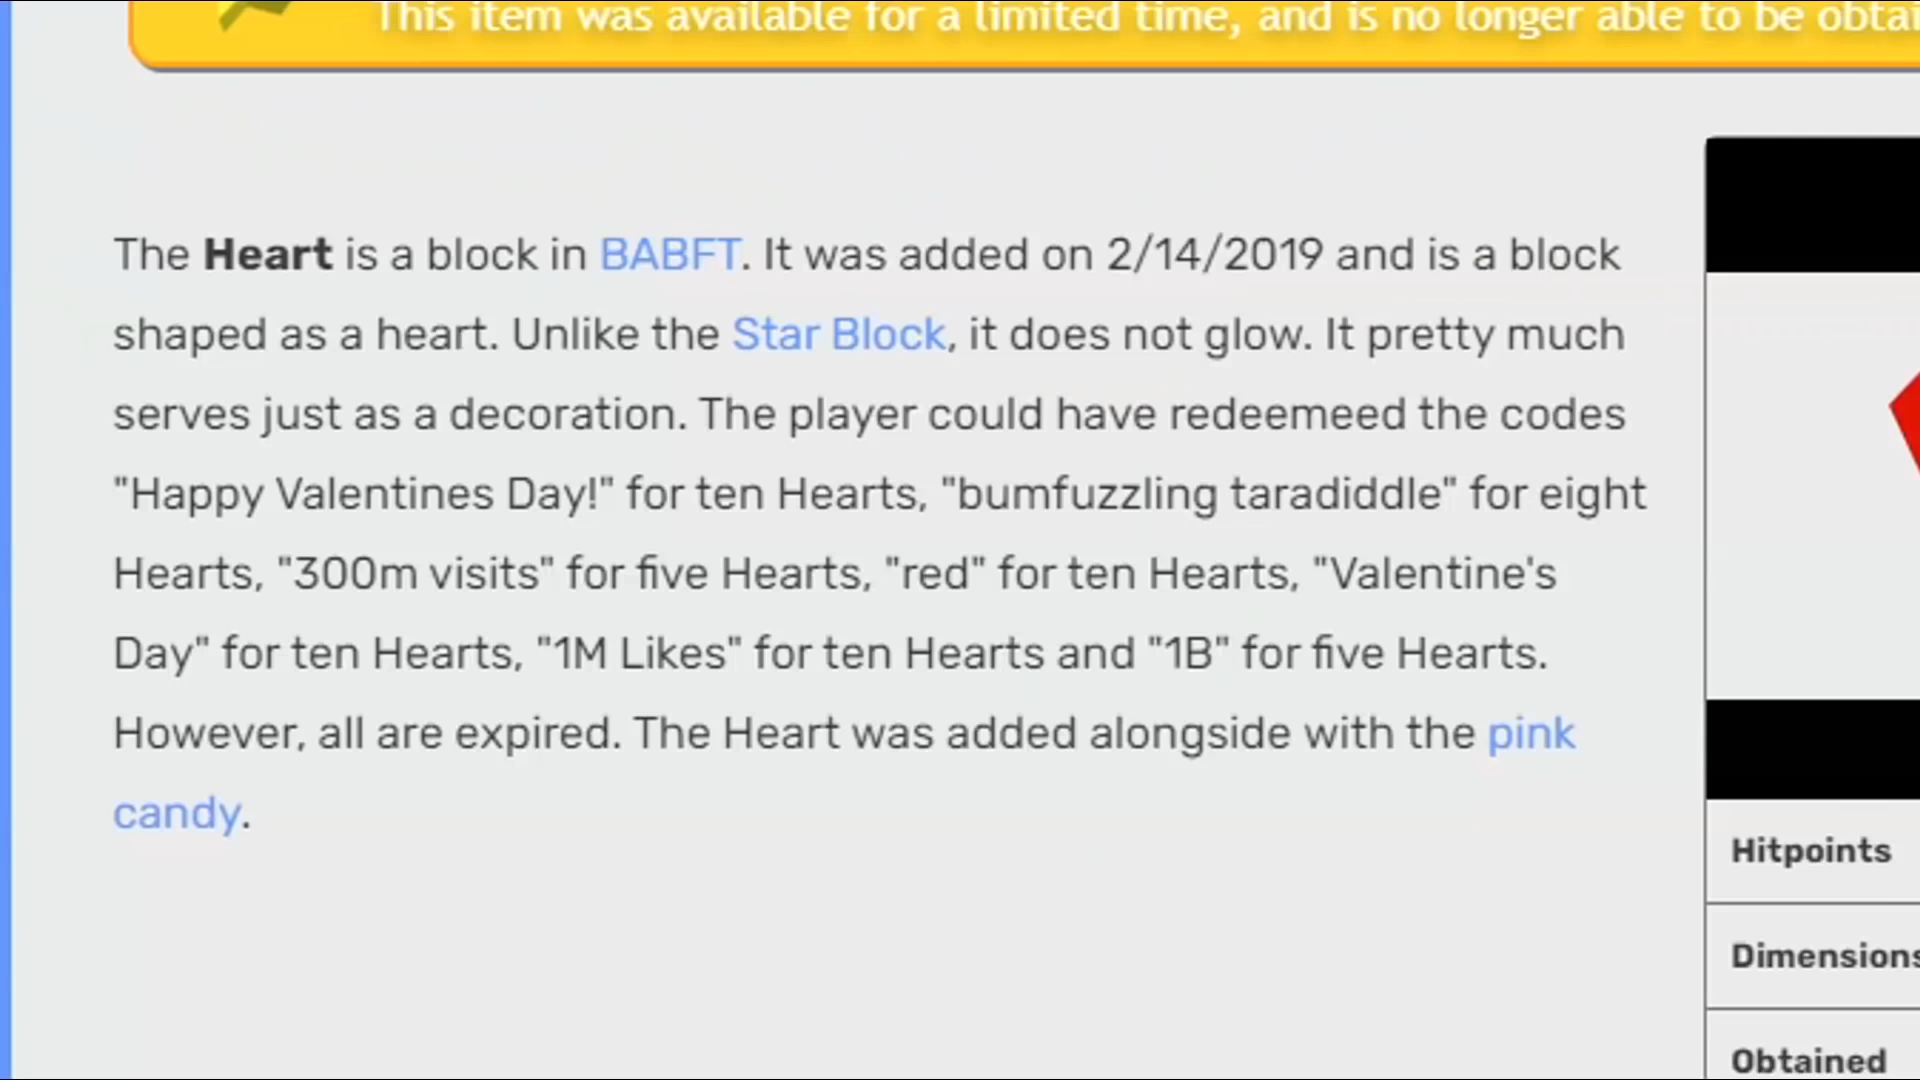 This item was available for a limited time, and is no longer able to be obtai
The Heart is a block in BABFT. It was added on 2/14/2019 and is a block
shaped as a heart. Unlike the Star Block, it does not glow. It pretty much
serves just as a decoration. The player could have redeemeed the codes
"Happy Valentines Day!" for ten Hearts, "bumfuzzling taradiddle" for eight
Hearts, "300m visits" for five Hearts, "red" for ten Hearts, "Valentine's
Day" for ten Hearts, "1M Likes" for ten Hearts and "1B" for five Hearts.
However, all are expired. The Heart was added alongside with the pink
candy.
Hitpoints
Dimensions
Obtained